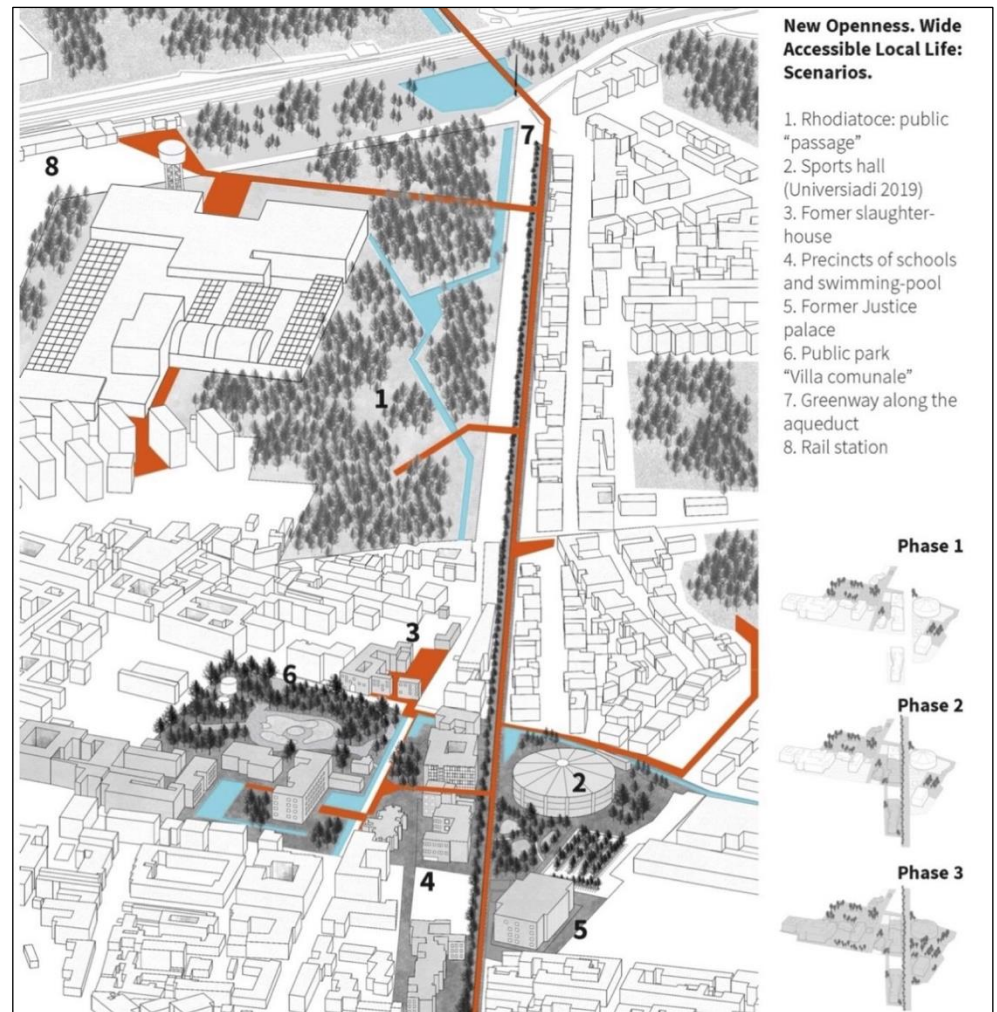 New Openness. Wide
Accessible Local Life:
Scenarios.
1. Rhodiatoce: public
“passage”
2. Sports hall
(Universiadi 2019)
3. Fomer slaughter-
house
4. Precincts of schools
and swimming-pool
5. Former Justice
palace
6. Public park
“Villa comunale”
7. Greenway along the
aqueduct
8. Rail station
Phase 1
Phase 2
Phase 3
7
8
1
3
6
2
4
5